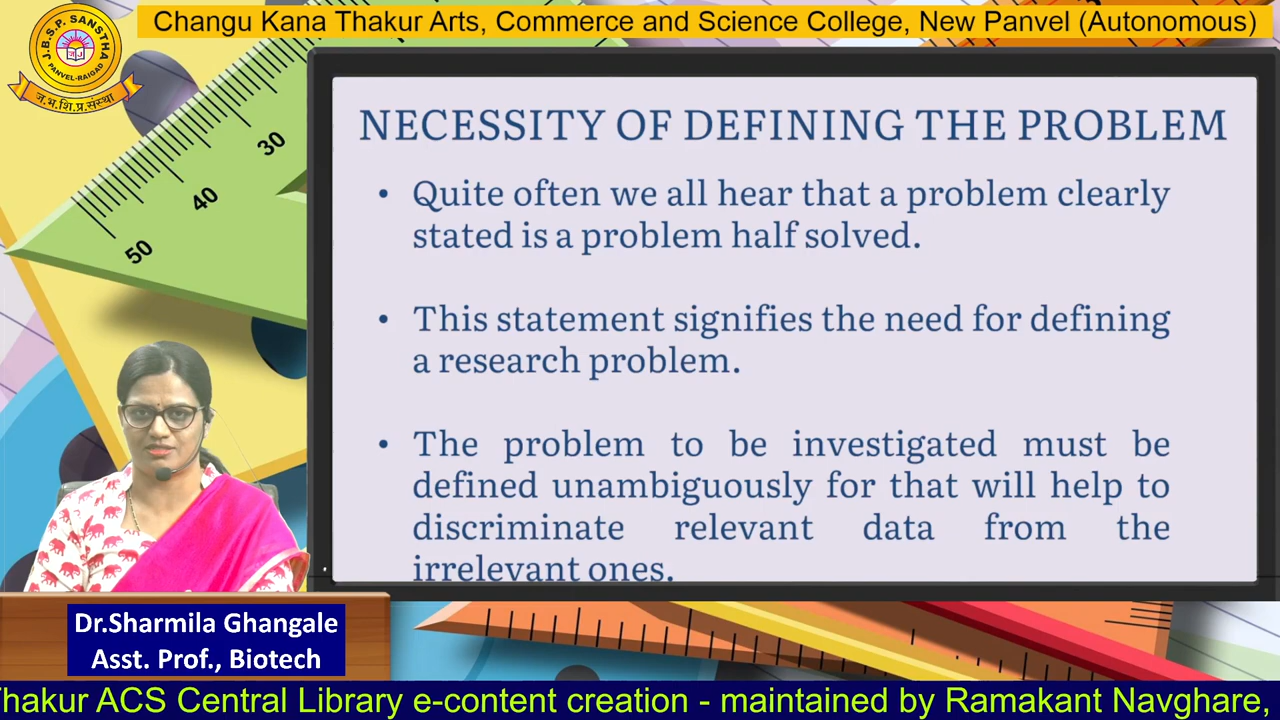 Changu Kana Thakur Arts, Commerce and Science College, New Panvel (Autonomous)
J.B.S.P. SANSTHA
PANVEL-RAIGAD
ज.भ.शि.प्र.संस्था
30
40
50
NECESSITY OF DEFINING THE PROBLEM
• Quite often we all hear that a problem clearly
stated is a problem half solved.
• This statement signifies the need for defining
a research problem.
• The problem to be investigated must be
defined unambiguously for that will help to
discriminate relevant data from the
irrelevant ones.
Dr.Sharmila Ghangale
Asst. Prof., Biotech
Thakur ACS Central Library e-content creation - maintained by Ramakant Navghare,